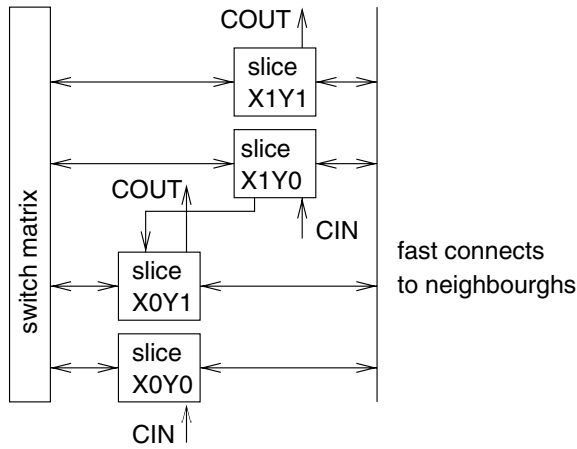 COUT
slice
X1Y1
slice
X1Y0
COUT
CIN
switch matrix
fast connects
to neighbourghs
slice
X0Y1
slice
X0Y0
CIN